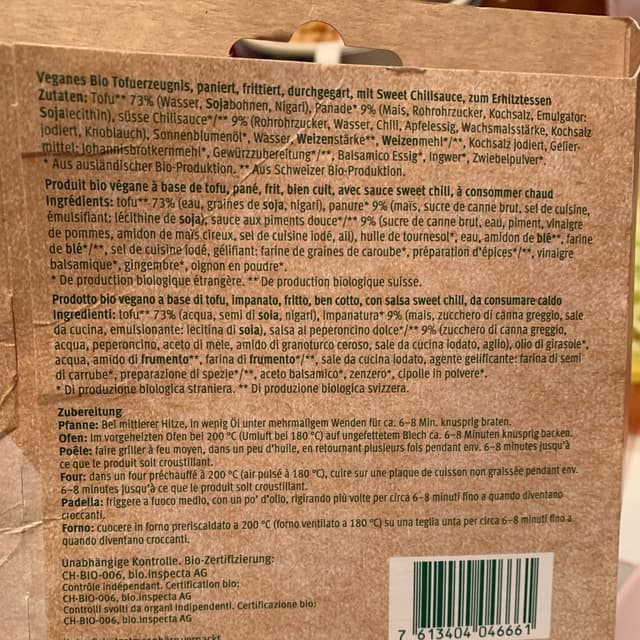 Veganes Bio Tofuerzeugnis, paniert, frittiert, durchgegart, mit Sweet Chilisauce, zum Erhitztessen
Zutaten: Tofu** 73% (Wasser, Sojabohnen, Nigari), Panade* 9% (Mais, Rohrohrzucker, Kochsalz, Emulgator:
Sojalecithin), süsse Chilisauce*/** 9% (Rohrohrzucker, Wasser, Chili, Apfelessig, Wachsmaisstärke, Kochsalz
jodiert, Knoblauch), Sonnenblumenöl*, Wasser, Weizenstärke**, Weizenmehl*/**, Kochsalz jodiert, Gelier-
mittel: Johannisbrotkernmehl*, Gewürzzubereitung*/**, Balsamico Essig*, Ingwer*, Zwiebelpulver*.
* Aus ausländischer Bio-Produktion. ** Aus Schweizer Bio-Produktion.
Produit bio végane à base de tofu, pané, frit, bien cuit, avec sauce sweet chili, à consommer chaud
Ingrédients: tofu** 73% (eau, graines de soja, nigari), panure* 9% (maïs, sucre de canne brut, sel de cuisine,
émulsifiant: lécithine de soja), sauce aux piments douce*/** 9% (sucre de canne brut, eau, piment, vinaigre
de pommes, amidon de maïs cireux, sel de cuisine iodé, ail), huile de tournesol*, eau, amidon de blé**, farine
de blé*/**, sel de cuisine iodé, gélifiant: farine de graines de caroube*, préparation d'épices*/**, vinaigre
balsamique*, gingembre*, oignon en poudre*.
* De production biologique étrangère. ** De production biologique suisse.
Prodotto bio vegano a base di tofu, impanato, fritto, ben cotto, con salsa sweet chili, da consumare caldo
Ingredienti: tofu** 73% (acqua, semi di soia, nigari), impanatura* 9% (mais, zucchero di canna greggio, sale
da cucina, emulsionante: lecitina di soia), salsa al peperoncino dolce*/** 9% (zucchero di canna greggio,
acqua, peperoncino, aceto di mele, amido di granoturco ceroso, sale da cucina iodato, aglio), olio di girasole*,
acqua, amido di frumento**, farina di frumento*/**, sale da cucina iodato, agente gelificante: farina di semi
di carrube*, preparazione di spezie*/**, aceto balsamico*, zenzero*, cipolle in polvere*.
* Di produzione biologica straniera. ** Di produzione biologica svizzera.
Zubereitung
Pfanne: Bei mittlerer Hitze, in wenig Öl unter mehrmaligem Wenden für ca. 6–8 Min. knusprig braten.
Ofen: Im vorgeheizten Ofen bei 200 °C (Umluft bei 180 °C) auf ungefettetem Blech ca. 6–8 Minuten knusprig backen.
Poêle: faire griller à feu moyen, dans un peu d'huile, en retournant plusieurs fois pendant env. 6–8 minutes jusqu'à
ce que le produit soit croustillant.
Four: dans un four préchauffé à 200 °C (air pulsé à 180 °C), cuire sur une plaque de cuisson non graissée pendant env.
6–8 minutes jusqu'à ce que le produit soit croustillant.
Padella: friggere a fuoco medio, con un po' d'olio, rigirando più volte per circa 6–8 minuti fino a quando diventano
croccanti.
Forno: cuocere in forno preriscaldato a 200 °C (forno ventilato a 180 °C) su una teglia unta per circa 6–8 minuti fino a
quando diventano croccanti.
Unabhängige Kontrolle. Bio-Zertifizierung:
CH-BIO-006, bio.inspecta AG
Contrôle indépendant. Certification bio:
CH-BIO-006, bio.inspecta AG
Controlli svolti da organi indipendenti. Certificazione bio:
CH-BIO-006, bio.inspecta AG
7 613404 046661